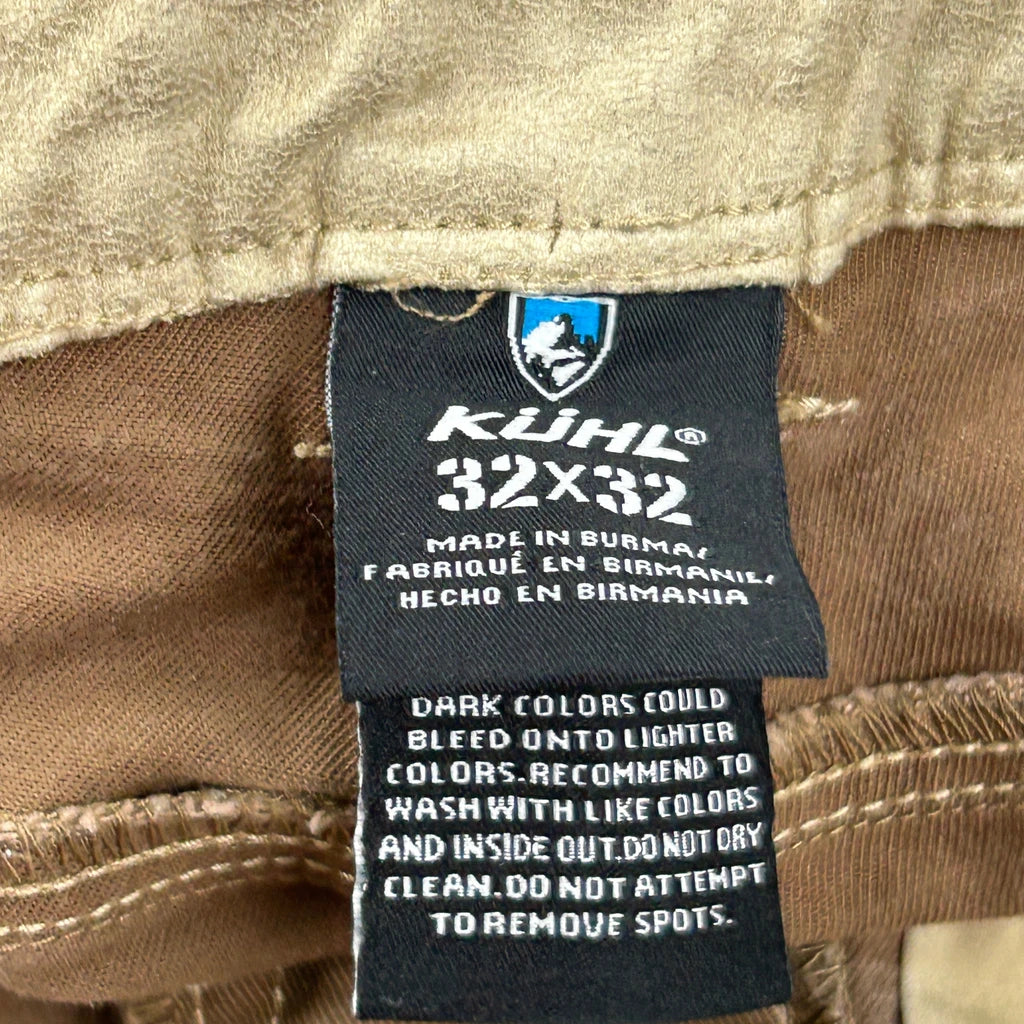 KÜHL®
32X32
MADE IN BURMA/
FABRIQUÉ EN BIRMANIE/
HECHO EN BIRMANIA
DARK COLORS COULD
BLEED ONTO LIGHTER
COLORS.RECOMMEND TO
WASH WITH LIKE COLORS
AND INSIDE OUT.DO NOT DRY
CLEAN.DO NOT ATTEMPT
TO REMOVE SPOTS.